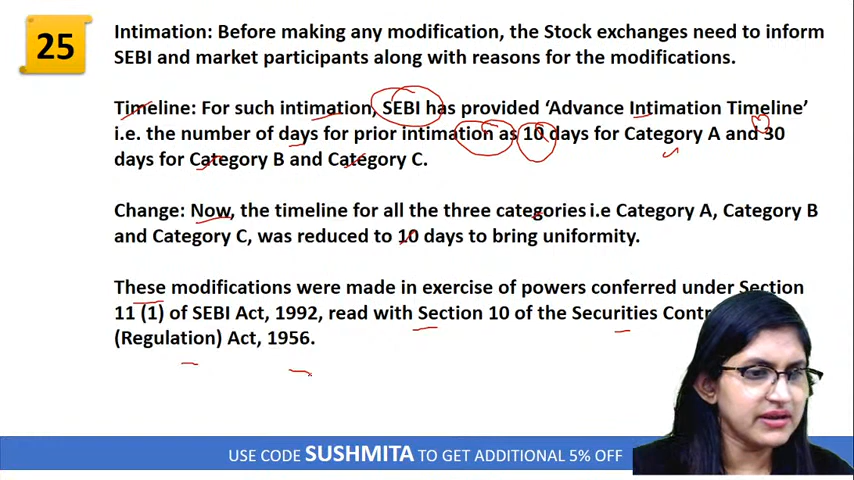 25
Intimation: Before making any modification, the Stock exchanges need to inform
SEBI and market participants along with reasons for the modifications.
Timeline: For such intimation, SEBI has provided ‘Advance Intimation Timeline’
i.e. the number of days for prior intimation as 10 days for Category A and 30
days for Category B and Category C.
Change: Now, the timeline for all the three categories i.e Category A, Category B
and Category C, was reduced to 10 days to bring uniformity.
These modifications were made in exercise of powers conferred under Section
11 (1) of SEBI Act, 1992, read with Section 10 of the Securities Contr
(Regulation) Act, 1956.
USE CODE SUSHMITA TO GET ADDITIONAL 5% OFF